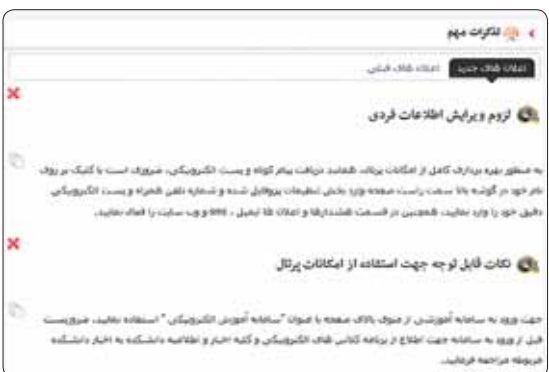 تذکرات مهم
اعلان های جدید
اعلان های قبلی
لزوم ویرایش اطلاعات فردی
به منظور بهره برداری کامل از امکانات پرتال، همانند دریافت پیام کوتاه و پست الکترونیکی، ضروری است با کلیک بر روی
نام خود در گوشه بالا سمت راست صفحه وارد بخش تنظیمات پروفایل شده و شماره تلفن همراه و پست الکترونیکی
دقیق خود را وارد نمایید. همچنین در قسمت هشدارها و اعلان ها ایمیل ، sms و وب سایت را فعال نمایید.
نکات قابل توجه جهت استفاده از امکانات پرتال
جهت ورود به سامانه آموزشی از منوی بالای صفحه با عنوان "سامانه آموزش الکترونیکی" استفاده نمایید. ضروریست
قبل از ورود به سامانه جهت اطلاع از برنامه کلاس های الکترونیکی و کلیه اخبار و اطلاعیه دانشکده به اخبار دانشکده
مربوطه مراجعه فرمایید.